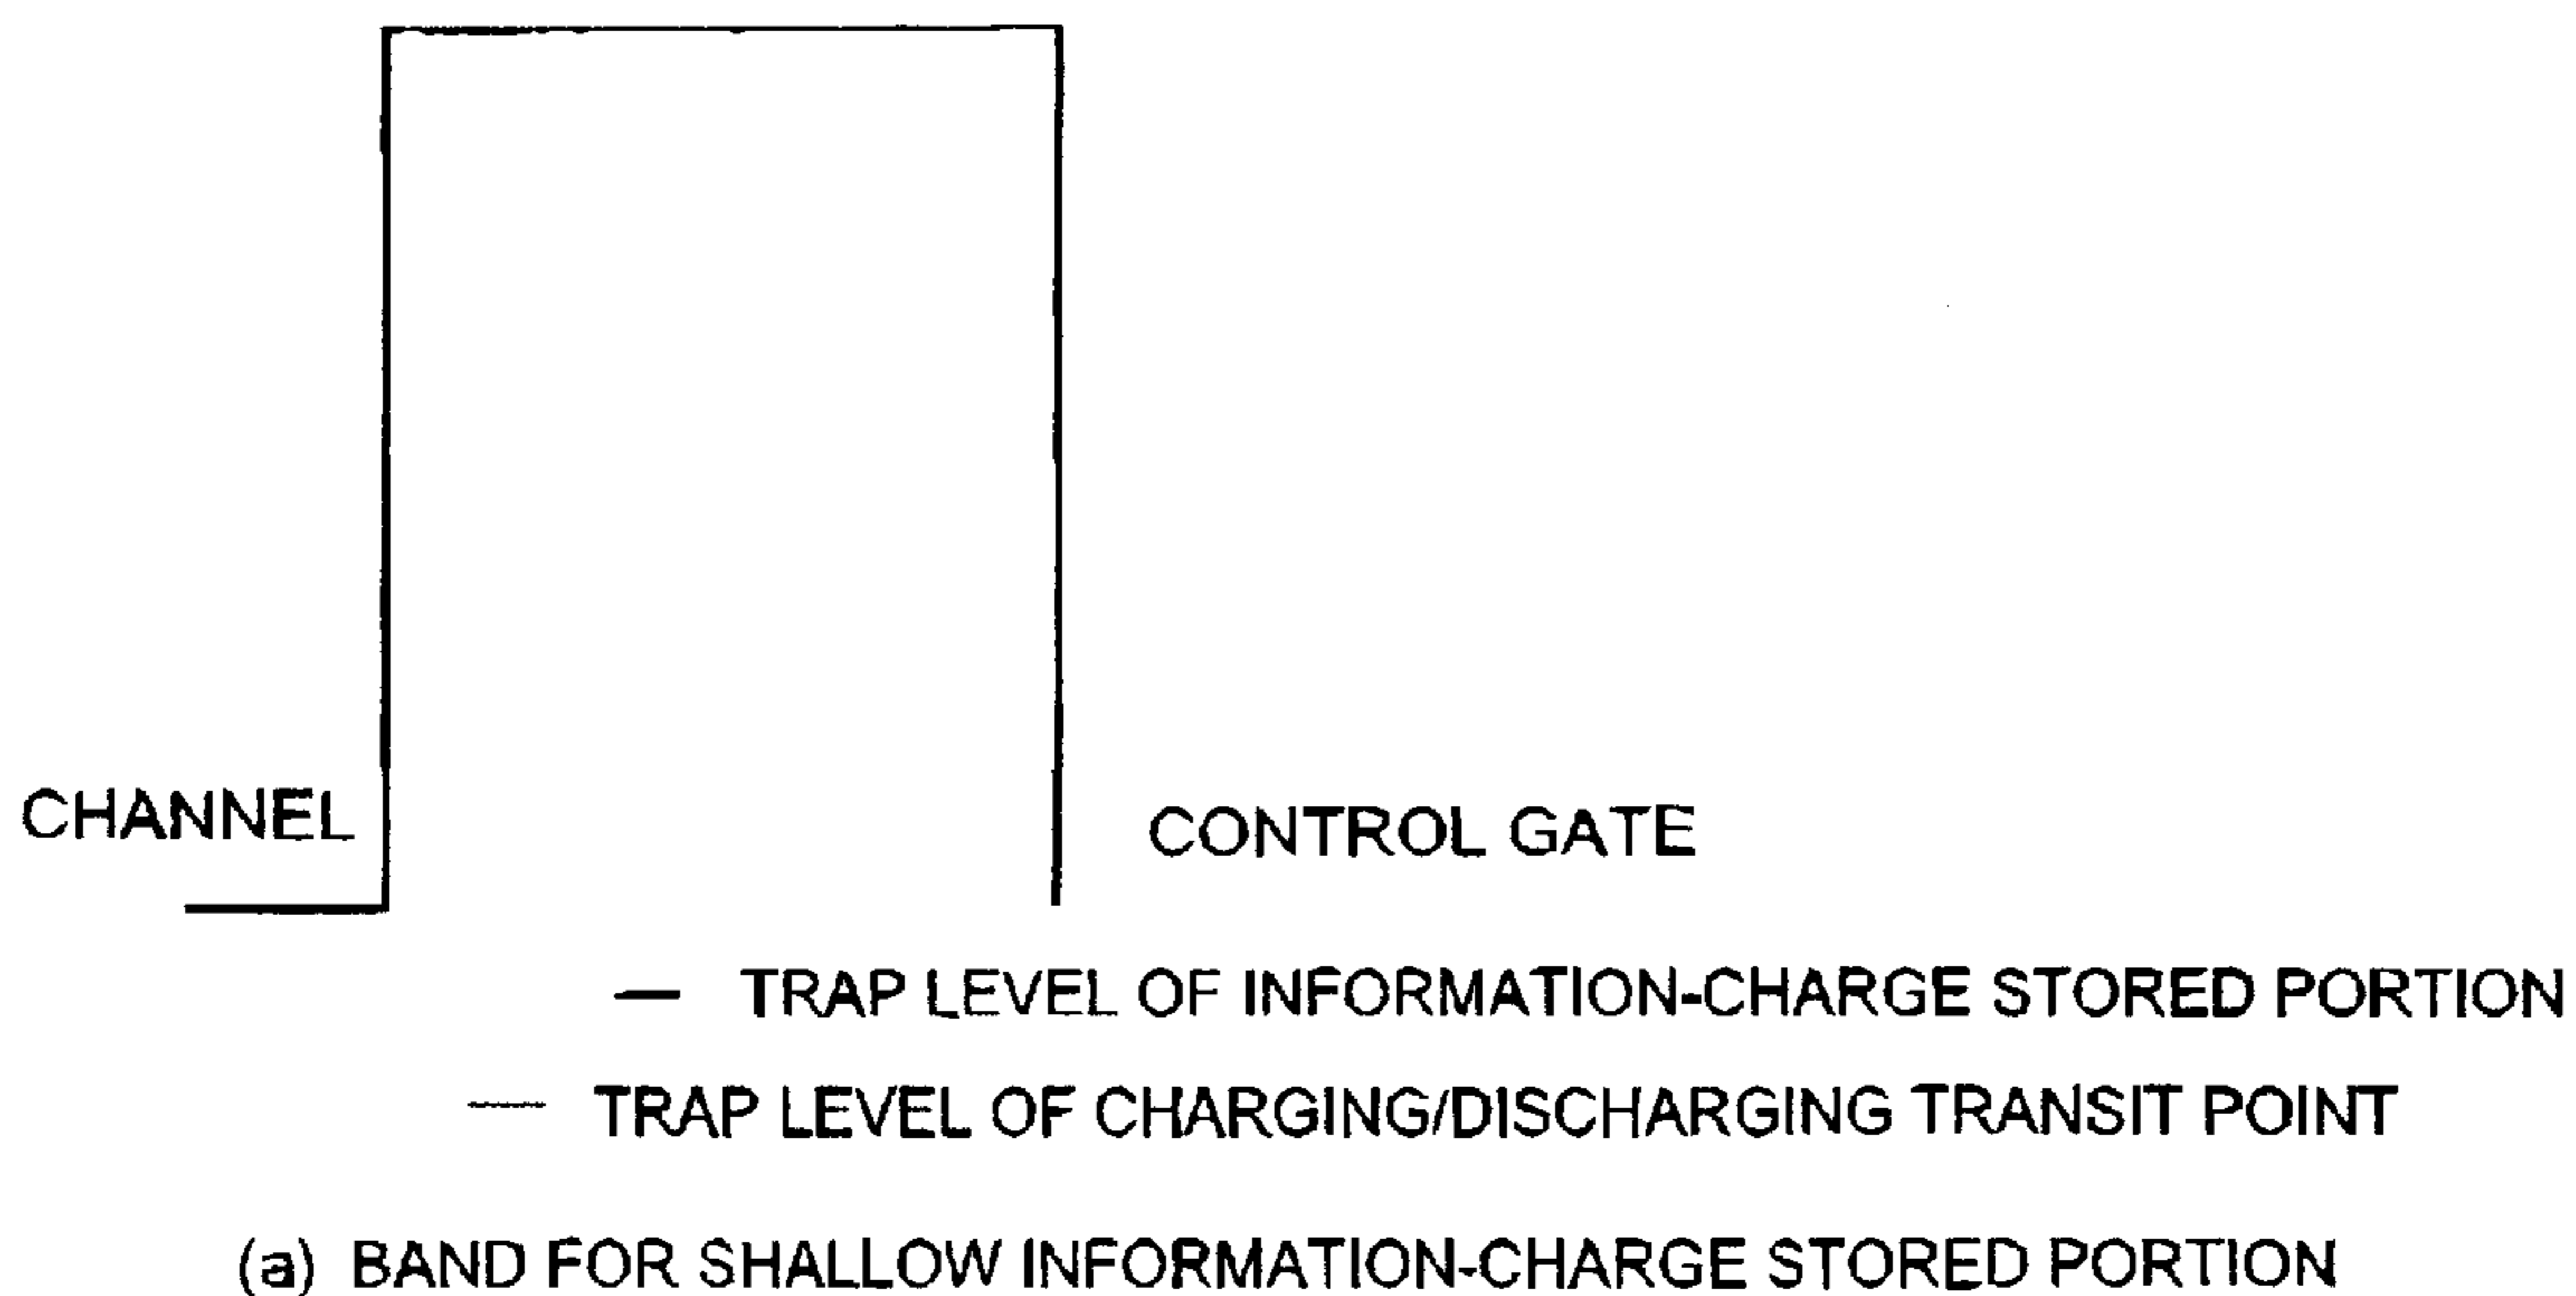 CHANNEL
CONTROL GATE
TRAP LEVEL OF INFORMATION-CHARGE STORED PORTION
TRAP LEVEL OF CHARGING/DISCHARGING TRANSIT POINT
(a) BAND FOR SHALLOW INFORMATION-CHARGE STORED PORTION